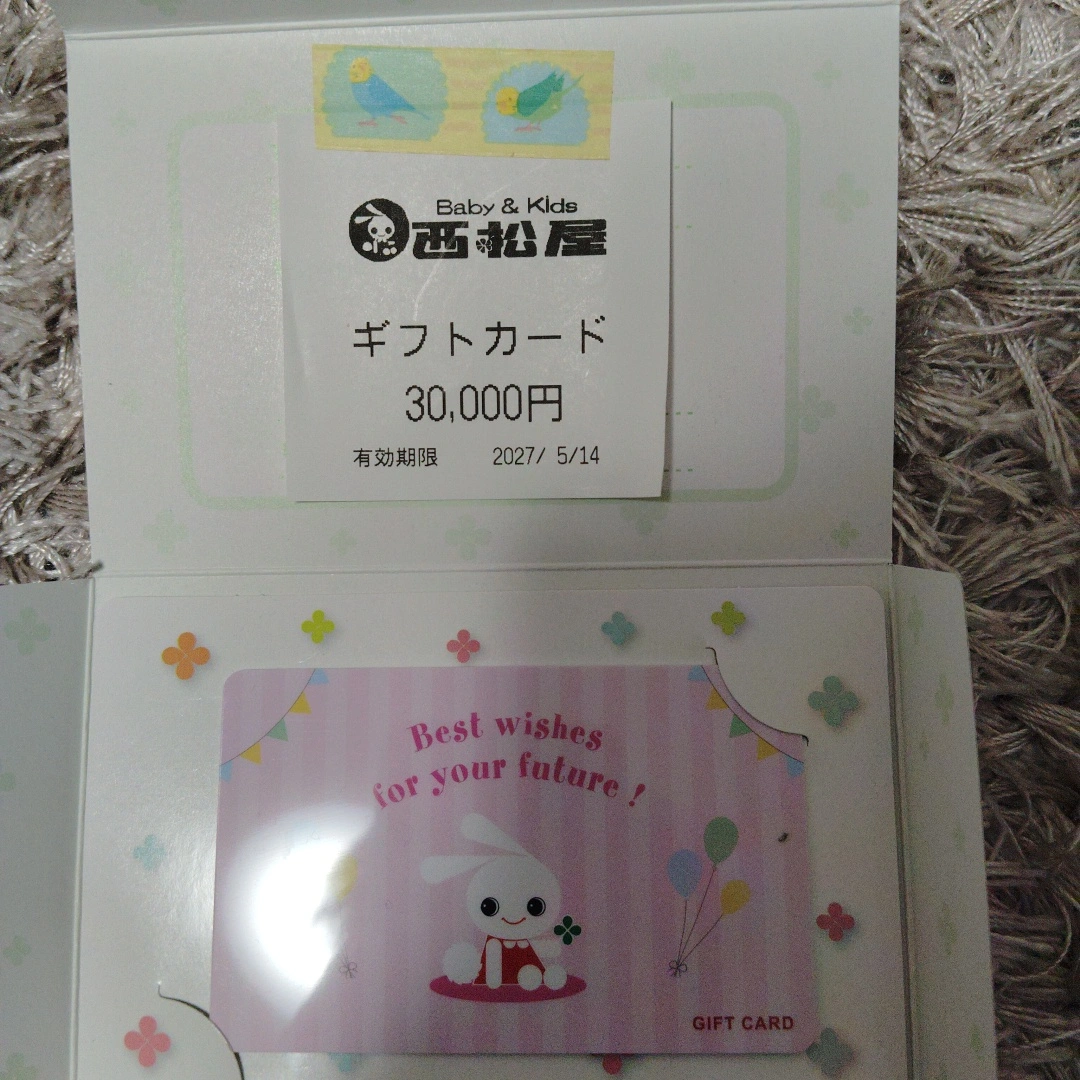 Baby & Kids
西松屋
ギフトカード
30,000円
有効期限 2027/ 5/14
Best wishes
for your future !
GIFT CARD